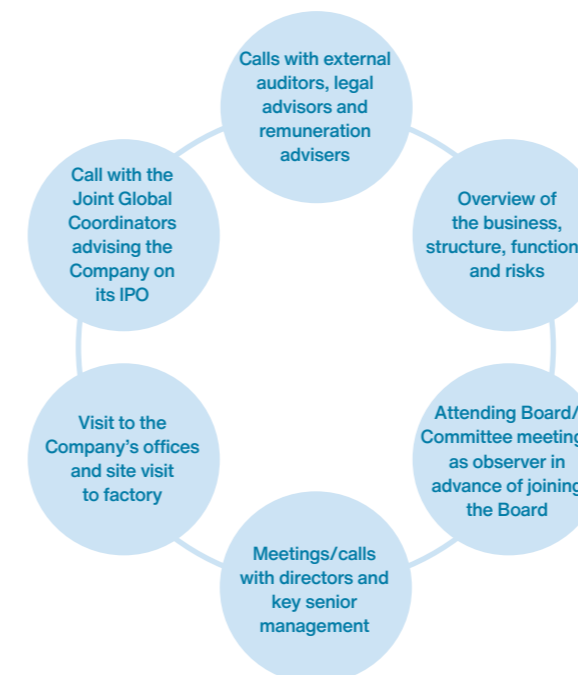 Calls with external
auditors, legal
advisors and
remuneration
advisers
Call with the
Joint Global
Coordinators
advising the
Company on
its IPO
Overview of
the business,
structure, function
and risks
Visit to the
Company's offices
and site visit
to factory
Attending Board/
Committee meeting
as observer in
advance of joining
the Board
Meetings/calls
with directors and
key senior
management